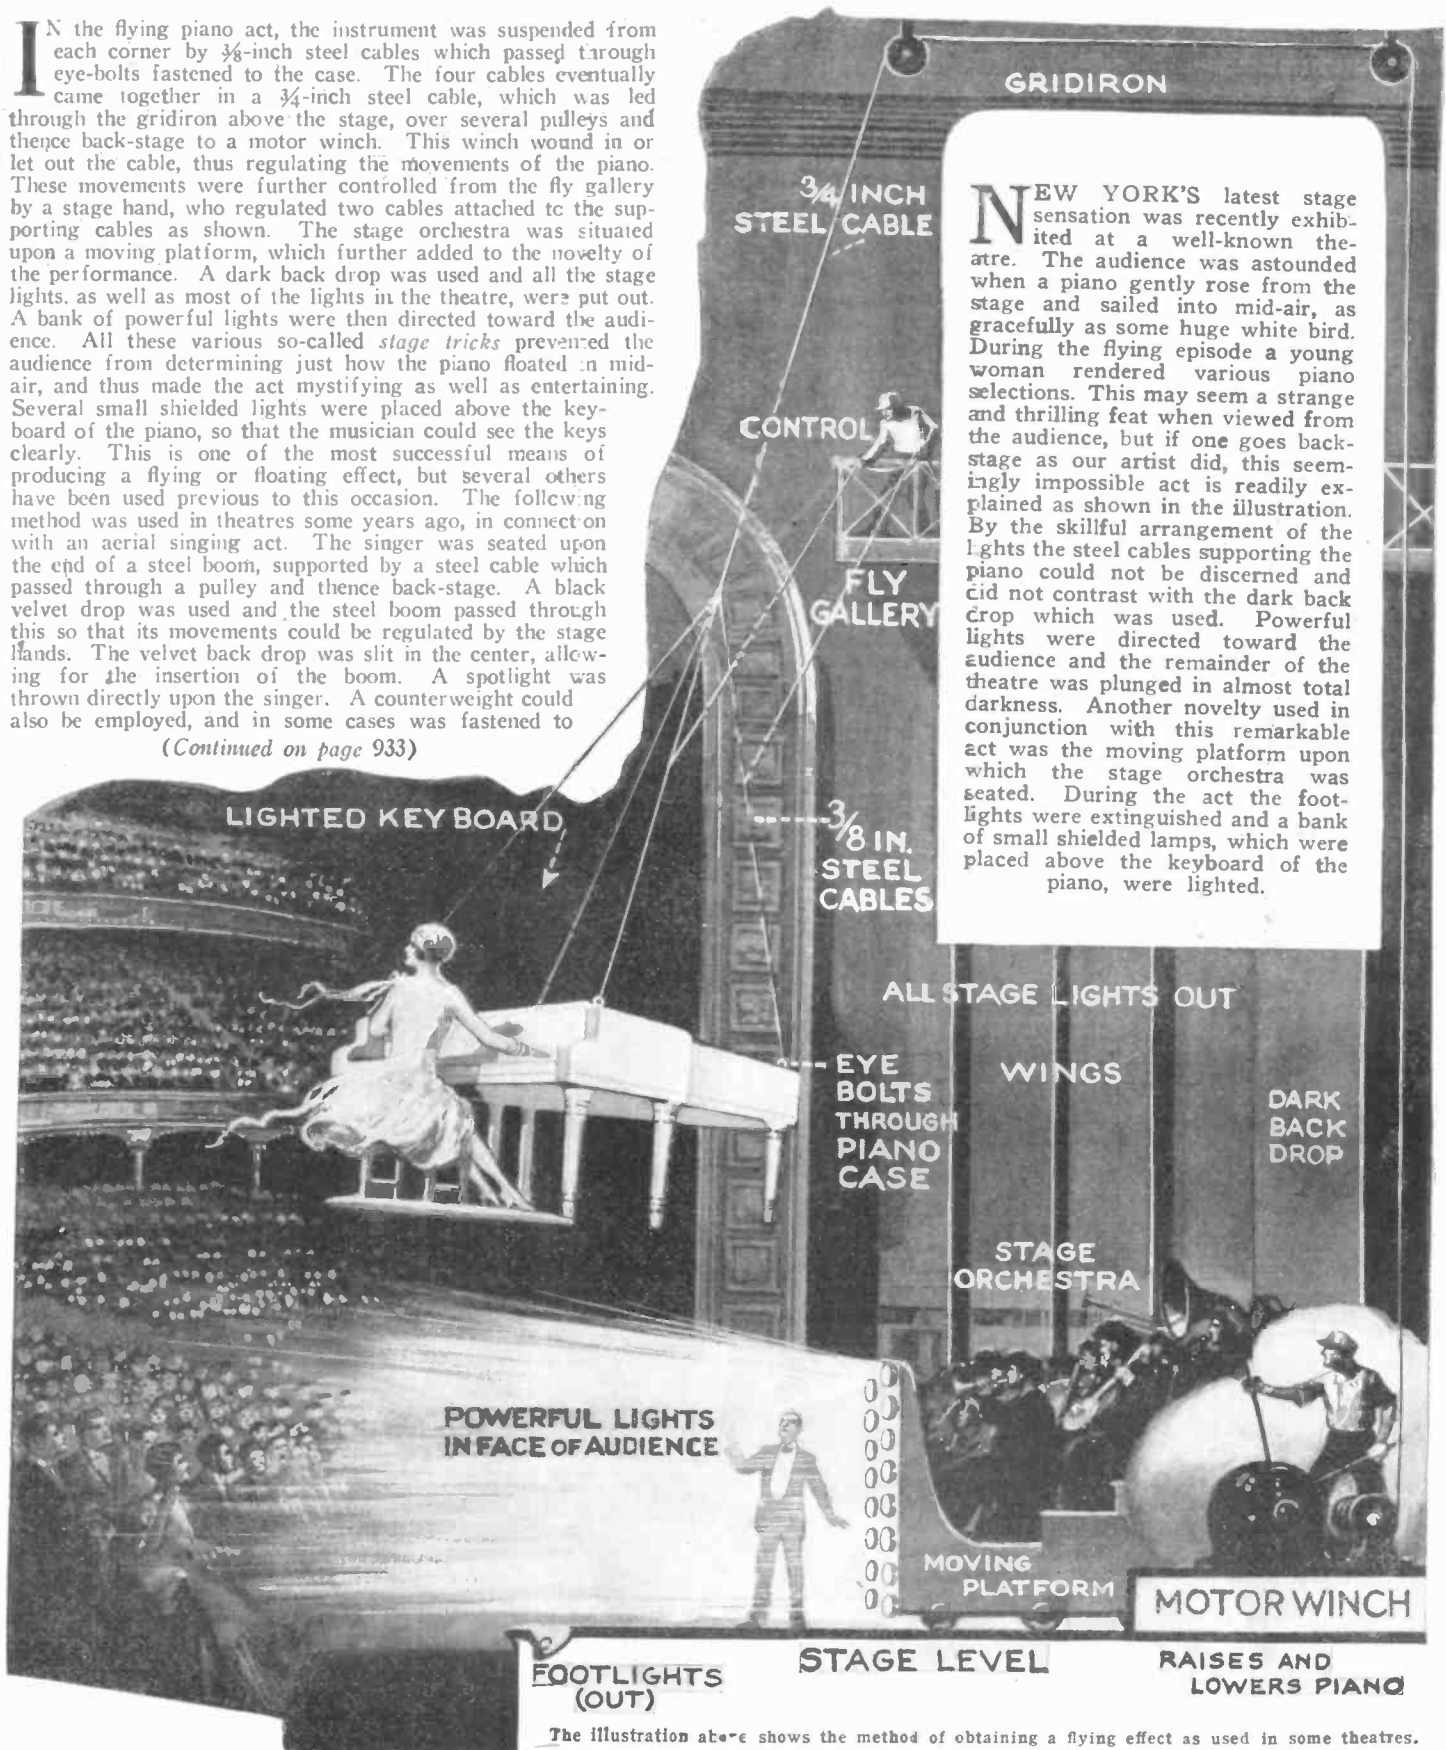 IN the flying piano act, the instrument was suspended from
each corner by ⅜-inch steel cables which passed through
eye-bolts fastened to the case. The four cables eventually
came together in a ¾-inch steel cable, which was led
through the gridiron above the stage, over several pulleys and
thence back-stage to a motor winch. This winch wound in or
let out the cable, thus regulating the movements of the piano.
These movements were further controlled from the fly gallery
by a stage hand, who regulated two cables attached to the sup-
porting cables as shown. The stage orchestra was situated
upon a moving platform, which further added to the novelty of
the performance. A dark back drop was used and all the stage
lights, as well as most of the lights in the theatre, were put out.
A bank of powerful lights were then directed toward the audi-
ence. All these various so-called stage tricks prevented the
audience from determining just how the piano floated in mid-
air, and thus made the act mystifying as well as entertaining.
Several small shielded lights were placed above the key-
board of the piano, so that the musician could see the keys
clearly. This is one of the most successful means of
producing a flying or floating effect, but several others
have been used previous to this occasion. The following
method was used in theatres some years ago, in connection
with an aerial singing act. The singer was seated upon
the end of a steel boom, supported by a steel cable which
passed through a pulley and thence back-stage. A black
velvet drop was used and the steel boom passed through
this so that its movements could be regulated by the stage
hands. The velvet back drop was slit in the center, allow-
ing for the insertion of the boom. A spotlight was
thrown directly upon the singer. A counterweight could
also be employed, and in some cases was fastened to
(Continued on page 933)
GRIDIRON
¾ INCH
STEEL CABLE
NEW YORK'S latest stage
sensation was recently exhib-
ited at a well-known the-
atre. The audience was astounded
when a piano gently rose from the
stage and sailed into mid-air, as
gracefully as some huge white bird.
During the flying episode a young
woman rendered various piano
selections. This may seem a strange
and thrilling feat when viewed from
the audience, but if one goes back-
stage as our artist did, this seem-
ingly impossible act is readily ex-
plained as shown in the illustration.
By the skillful arrangement of the
lights the steel cables supporting the
piano could not be discerned and
did not contrast with the dark back
drop which was used. Powerful
lights were directed toward the
audience and the remainder of the
theatre was plunged in almost total
darkness. Another novelty used in
conjunction with this remarkable
act was the moving platform upon
which the stage orchestra was
seated. During the act the foot-
lights were extinguished and a bank
of small shielded lamps, which were
placed above the keyboard of the
piano, were lighted.
CONTROL
FLY
GALLERY
LIGHTED KEY BOARD
3/8 IN.
STEEL
CABLES
ALL STAGE LIGHTS OUT
EYE
BOLTS
THROUGH
PIANO
CASE
WINGS
DARK
BACK
DROP
STAGE
ORCHESTRA
POWERFUL LIGHTS
IN FACE OF AUDIENCE
MOVING
PLATFORM
MOTOR WINCH
FOOTLIGHTS
(OUT)
STAGE LEVEL
RAISES AND
LOWERS PIANO
The illustration above shows the method of obtaining a flying effect as used in some theatres.